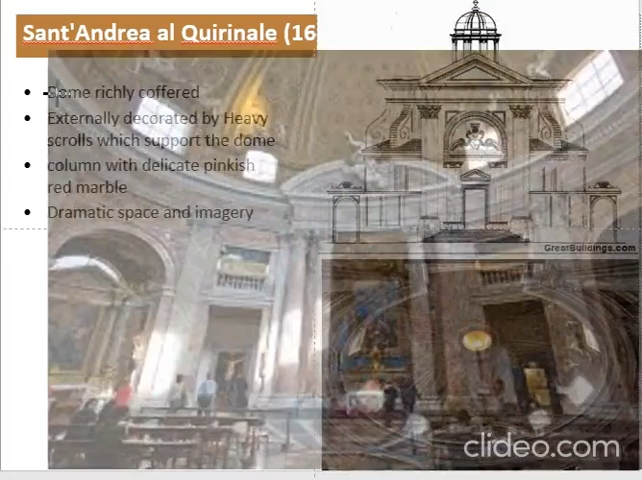 Sant'Andrea al Quirinale (16
Dome richly coffered
Externally decorated by Heavy
scrolls which support the dome
column with delicate pinkish
red marble
Dramatic space and imagery
GreatBuildings.com
clideo.com